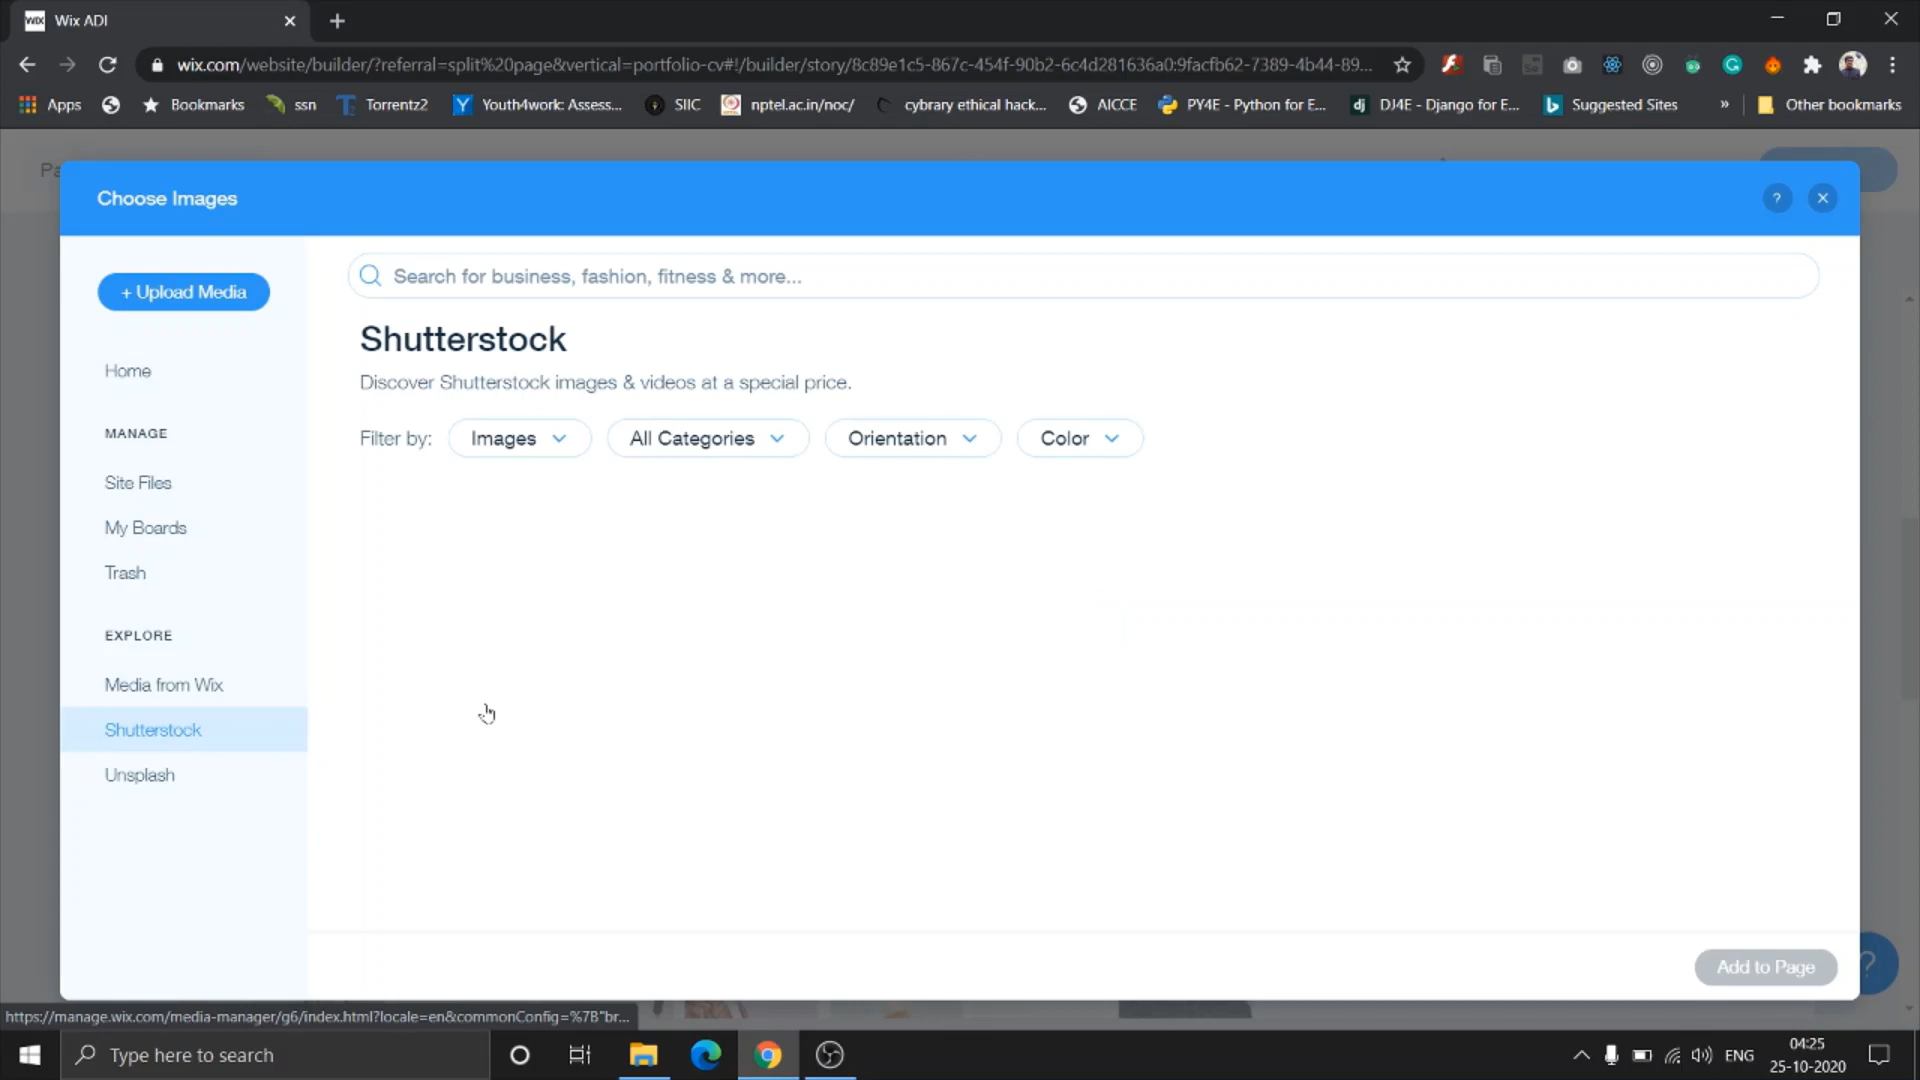 WIX Wix ADI
wix.com/website/builder/?referral=split%20page&vertical=portfolio-cv#!/builder/story/8c89e1c5-867c-454f-90b2-6c4d281636a0:9facfb62-7389-4b44-89...
Apps Bookmarks ssn Torrentz2 Youth4work: Assess... SIIC nptel.ac.in/noc/ cybrary ethical hack... AICCE PY4E - Python for E... DJ4E - Django for E... Suggested Sites » Other bookmarks
Choose Images
?
+ Upload Media
Search for business, fashion, fitness & more...
Shutterstock
Discover Shutterstock images & videos at a special price.
Filter by: Images All Categories Orientation Color
Home
MANAGE
Site Files
My Boards
Trash
EXPLORE
Media from Wix
Shutterstock
Unsplash
Add to Page
?
https://manage.wix.com/media-manager/g6/index.html?locale=en&commonConfig=%7B"br...
Type here to search
ENG
04:25
25-10-2020